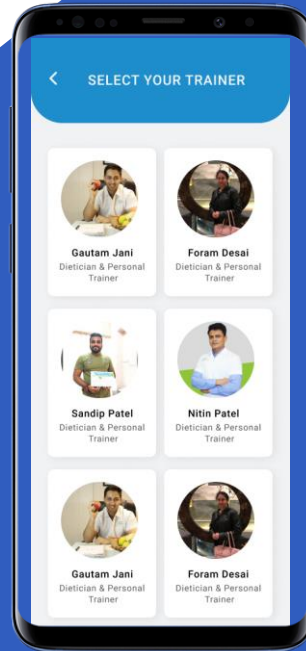 SELECT YOUR TRAINER
Gautam Jani
Dietician & Personal
Trainer
Foram Desai
Dietician & Personal
Trainer
Sandip Patel
Dietician & Personal
Trainer
Nitin Patel
Dietician & Personal
Trainer
Gautam Jani
Dietician & Personal
Trainer
Foram Desai
Dietician & Personal
Trainer